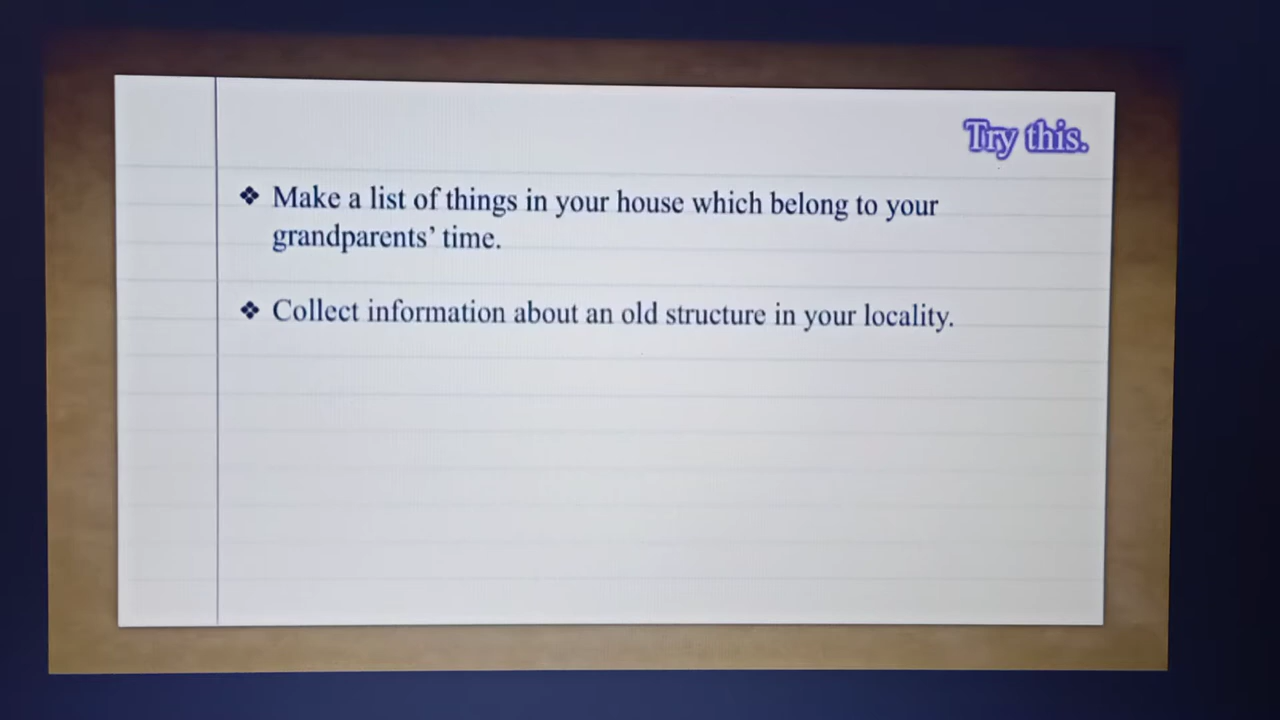 Try this.
❖ Make a list of things in your house which belong to your
grandparents’ time.
❖ Collect information about an old structure in your locality.